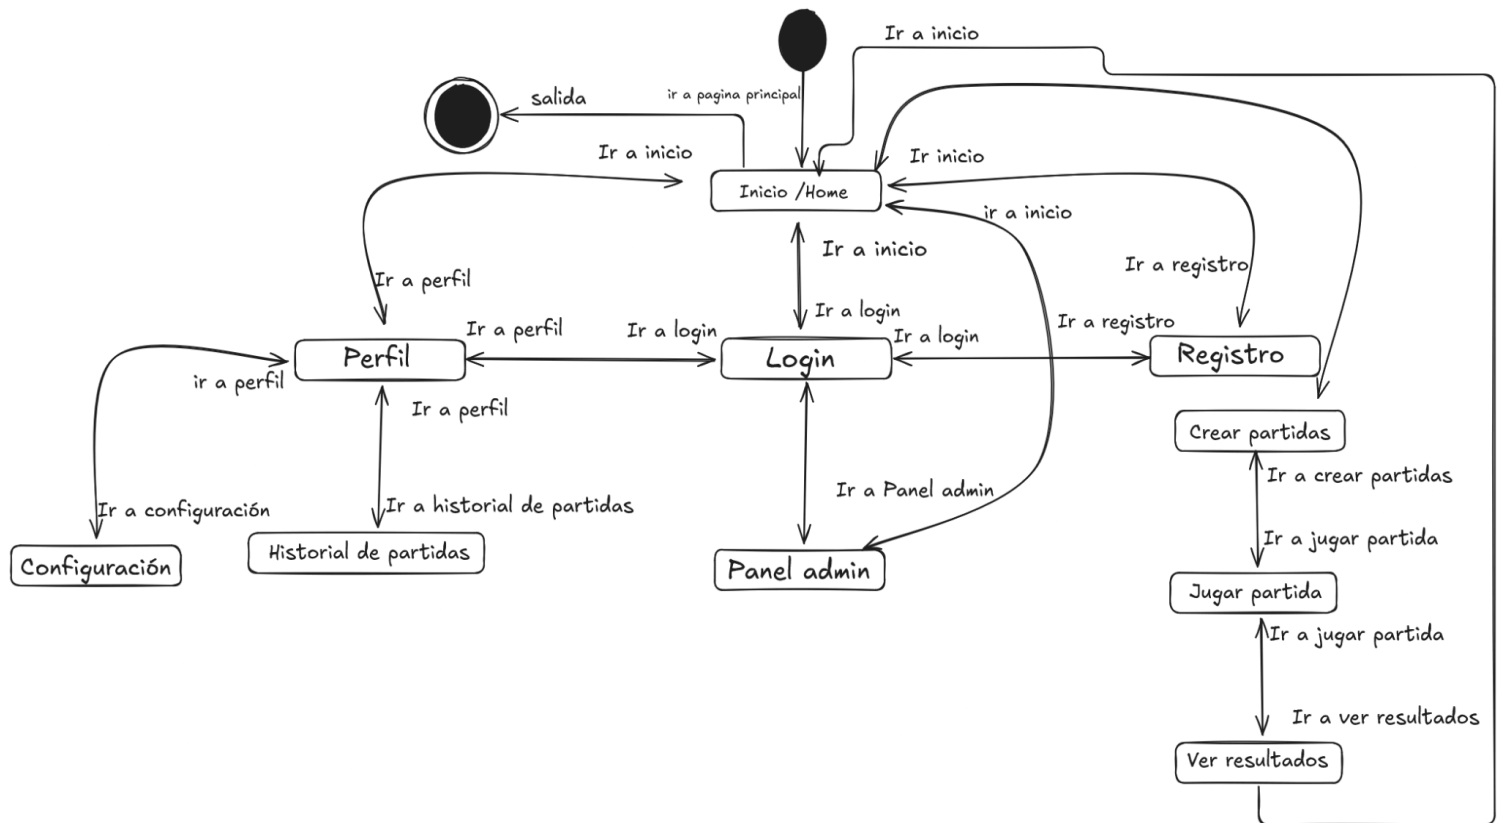 Ir a inicio
salida
ir a pagina principal
Ir a inicio
Ir inicio
Inicio /Home
ir a inicio
Ir a inicio
Ir a registro
Ir a perfil
Ir a login
Ir a perfil
Ir a login
Ir a login
Ir a registro
Perfil
Login
Registro
ir a perfil
Ir a perfil
Crear partidas
Ir a crear partidas
Ir a Panel admin
Ir a configuración
Ir a historial de partidas
Ir a jugar partida
Configuración
Historial de partidas
Panel admin
Jugar partida
Ir a jugar partida
Ir a ver resultados
Ver resultados